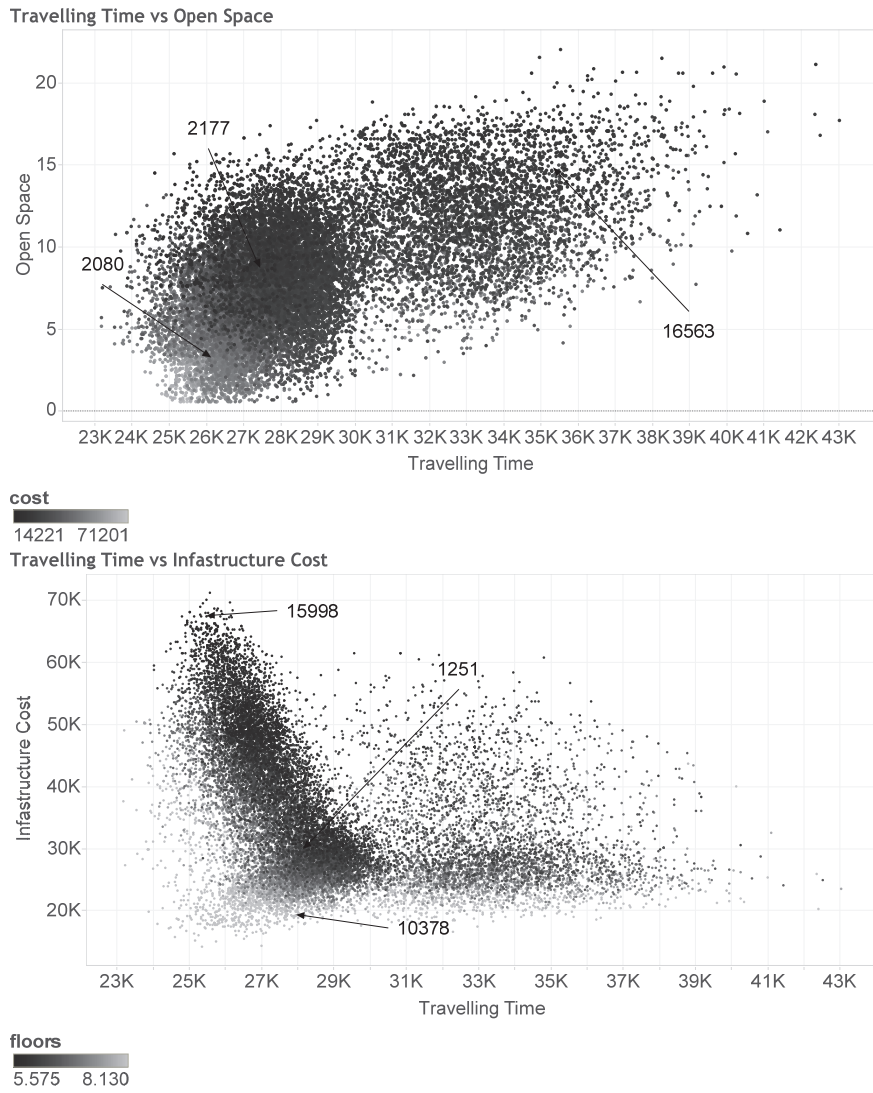 Travelling Time vs Open Space
20
2177
15
Open Space
10
2080
5
16563
0
23K 24K 25K 26K 27K 28K 29K 30K 31K 32K 33K 34K 35K 36K 37K 38K 39K 40K 41K 42K 43K
Travelling Time
cost
14221 71201
Travelling Time vs Infastructure Cost
70K
15998
60K
1251
50K
Infastructure Cost
40K
30K
20K
10378
23K 25K 27K 29K 31K 33K 35K 37K 39K 41K 43K
Travelling Time
floors
5.575 8.130